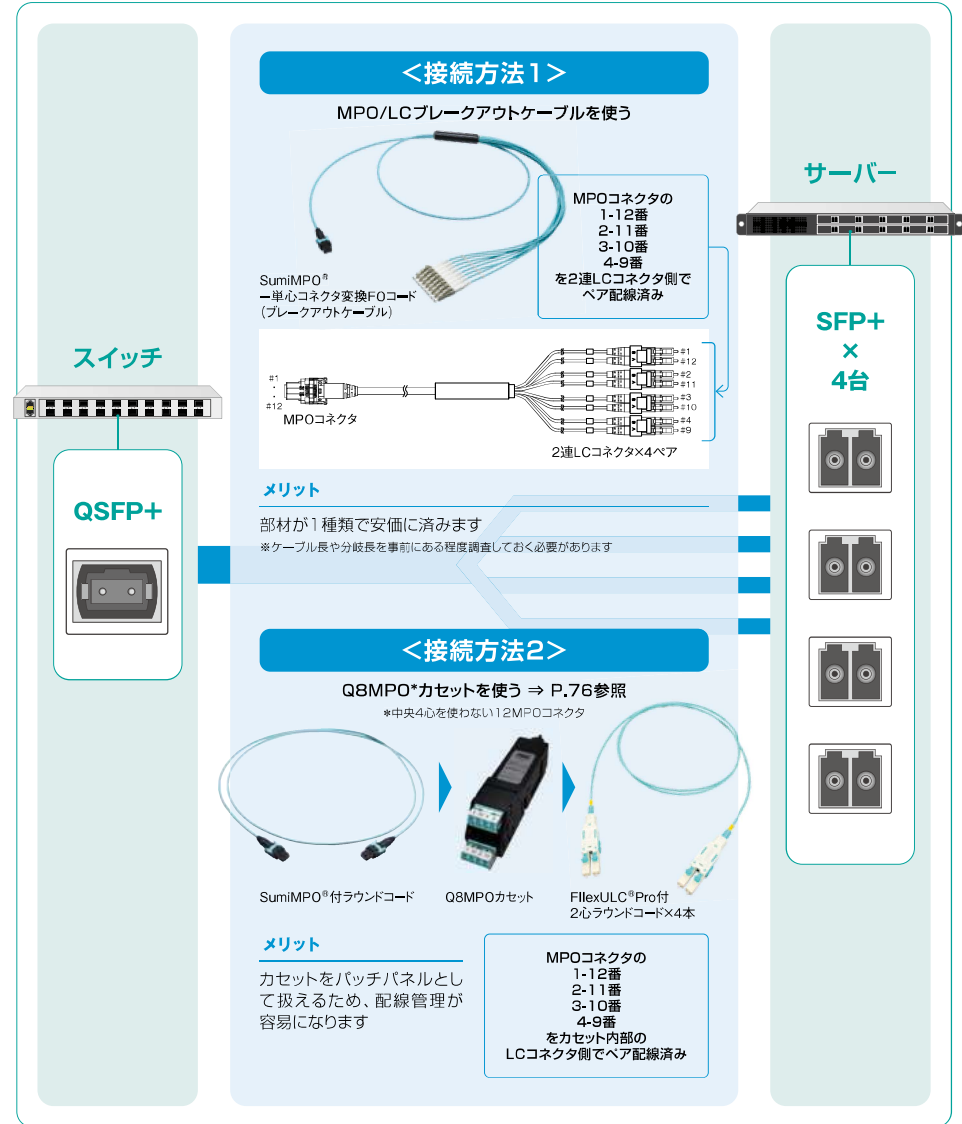 <接続方法1>
MPO/LCブレークアウトケーブルを使う
MPOコネクタの
1-12番
2-11番
3-10番
4-9番
を2連LCコネクタ側で
ペア配線済み
SumiMPO®
ー単心コネクタ変換FOコード
(ブレークアウトケーブル)
#1
・
・
#12
MPOコネクタ
#1
#12
#2
#11
#3
#10
#4
#9
2連LCコネクタ×4ペア
メリット
部材が1種類で安価に済みます
※ケーブル長や分岐長を事前にある程度調査しておく必要があります
スイッチ
QSFP+
サーバー
SFP+
×
4台
<接続方法2>
Q8MPO*カセットを使う ⇒ P.76参照
*中央4心を使わない12MPOコネクタ
SumiMPO®付ラウンドコード
Q8MPOカセット
FlexULC®Pro付
2心ラウンドコード×4本
メリット
カセットをパッチパネルとし
て扱えるため、配線管理が
容易になります
MPOコネクタの
1-12番
2-11番
3-10番
4-9番
をカセット内部の
LCコネクタ側でペア配線済み